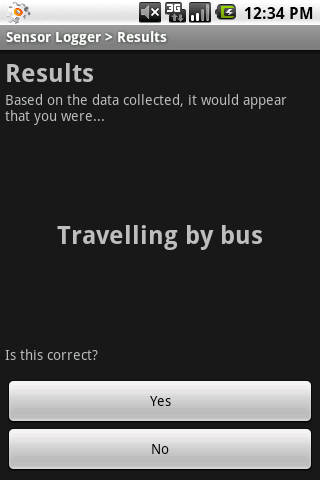 3G
12:34 PM
Sensor Logger > Results
Results
Based on the data collected, it would appear
that you were...
Travelling by bus
Is this correct?
Yes
No